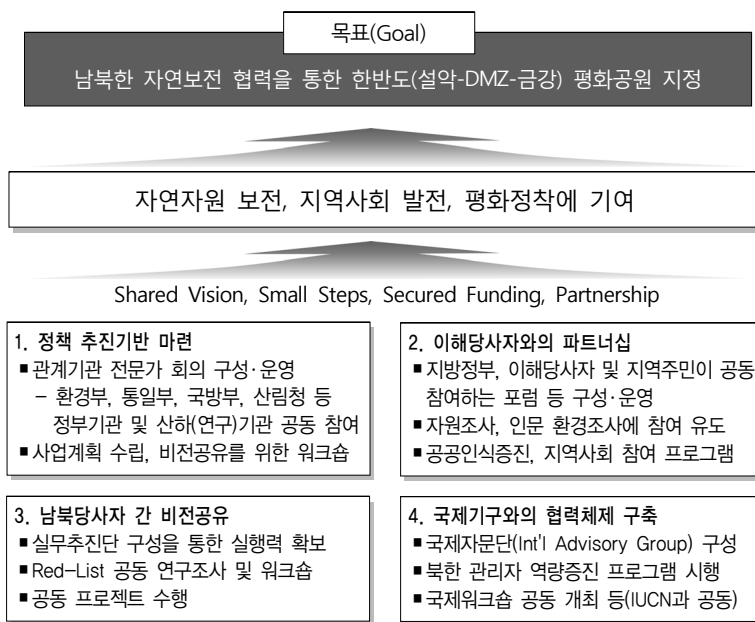 목표(Goal)
남북한 자연보전 협력을 통한 한반도(설악-DMZ-금강) 평화공원 지정
자연자원 보전, 지역사회 발전, 평화정착에 기여
Shared Vision, Small Steps, Secured Funding, Partnership
1. 정책 추진기반 마련
■ 관계기관 전문가 회의 구성·운영
– 환경부, 통일부, 국방부, 산림청 등
정부기관 및 산하(연구)기관 공동 참여
■ 사업계획 수립, 비전공유를 위한 워크숍
2. 이해당사자와의 파트너십
■ 지방정부, 이해당사자 및 지역주민이 공동
참여하는 포럼 등 구성·운영
■ 자원조사, 인문 환경조사에 참여 유도
■ 공공인식증진, 지역사회 참여 프로그램
3. 남북당사자 간 비전공유
■ 실무추진단 구성을 통한 실행력 확보
■ Red-List 공동 연구조사 및 워크숍
■ 공동 프로젝트 수행
4. 국제기구와의 협력체제 구축
■ 국제자문단(Int'l Advisory Group) 구성
■ 북한 관리자 역량증진 프로그램 시행
■ 국제워크숍 공동 개최 등(IUCN과 공동)